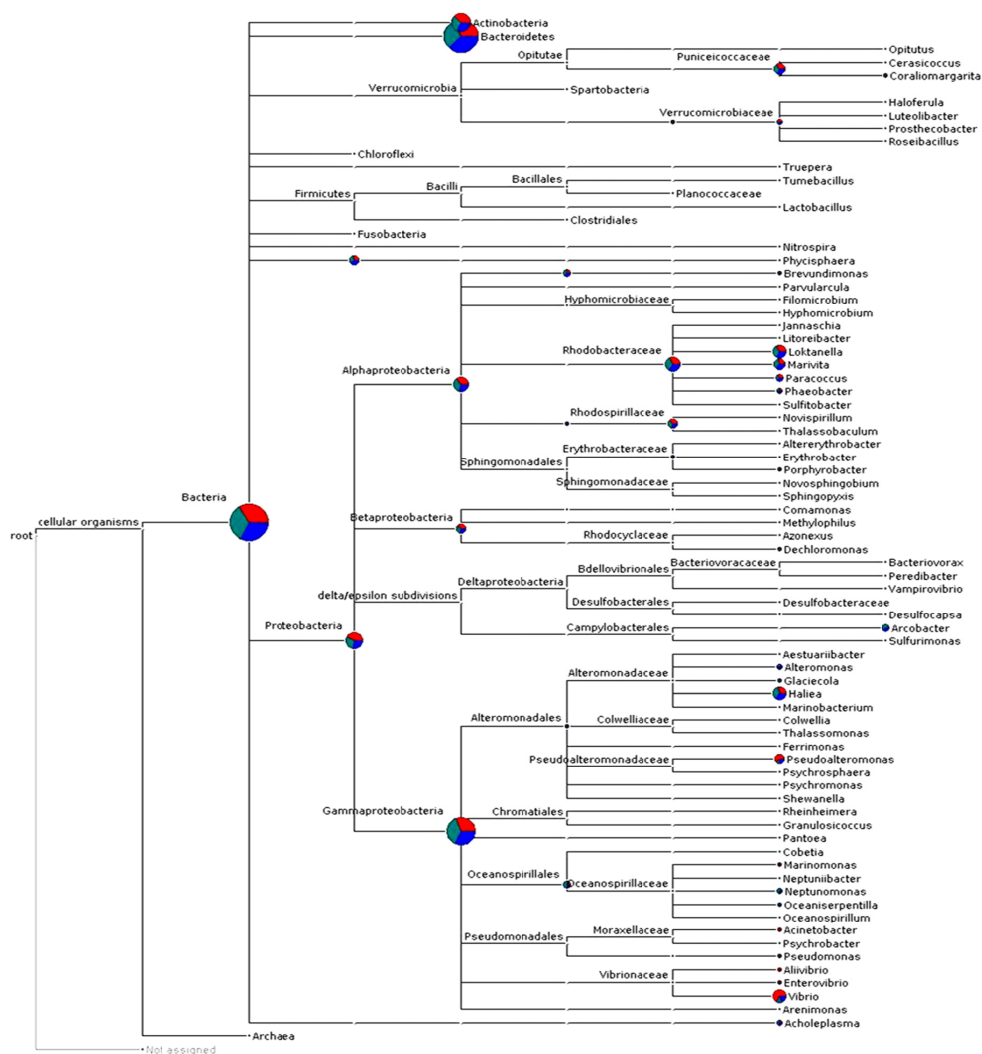 Actinobacteria
Bacteroidetes
Opitutus
Opitutae
Puniceicoccaceae
Cerasicoccus
Coraliomargarita
Verrucomicrobia
Spartobacteria
Haloferula
Verrucomicrobiaceae
Luteolibacter
Prosthecobacter
Roseibacillus
Chloroflexi
Truepera
Bacillales
Tumebacillus
Firmicutes
Bacilli
Planococcaceae
Lactobacillus
Clostridiales
Fusobacteria
Nitrospira
Phycisphaera
Brevundimonas
Parvularcula
Hyphomicrobiaceae
Filomicrobium
Hyphomicrobium
Jannaschia
Litoreibacter
Rhodobacteraceae
Loktanella
Marivita
Alphaproteobacteria
Paracoccus
Phaeobacter
Sulfitobacter
Rhodospirillaceae
Novispirillum
Thalassobaculum
Erythrobacteraceae
Altererythrobacter
Erythrobacter
Sphingomonadales
Porphyrobacter
Sphingomonadaceae
Novosphingobium
Sphingopyxis
Bacteria
Comamonas
cellular organisms
Betaproteobacteria
Methylophilus
root
Rhodocyclaceae
Azonexus
Dechloromonas
Bdellovibrionales
Bacteriovoracaceae
Bacteriovorax
Peredibacter
Deltaproteobacteria
Vampirovibrio
delta/epsilon subdivisions
Desulfobacterales
Desulfobacteraceae
Desulfocapsa
Proteobacteria
Campylobacterales
Arcobacter
Sulfurimonas
Aestuariibacter
Alteromonadaceae
Alteromonas
Glaciecola
Haliea
Marinobacterium
Alteromonadales
Colwelliaceae
Colwellia
Thalassomonas
Ferrimonas
Pseudoalteromonadaceae
Pseudoalteromonas
Psychrosphaera
Psychromonas
Shewanella
Gammaproteobacteria
Chromatiales
Rheinheimera
Granulosicoccus
Pantoea
Cobetia
Marinomonas
Oceanospirillales
Oceanospirillaceae
Neptuniibacter
Neptunomonas
Oceaniserpentilla
Oceanospirillum
Pseudomonadales
Moraxellaceae
Acinetobacter
Psychrobacter
Pseudomonas
Vibrionaceae
Aliivibrio
Enterovibrio
Vibrio
Arenimonas
Acholeplasma
Archaea
Not assigned